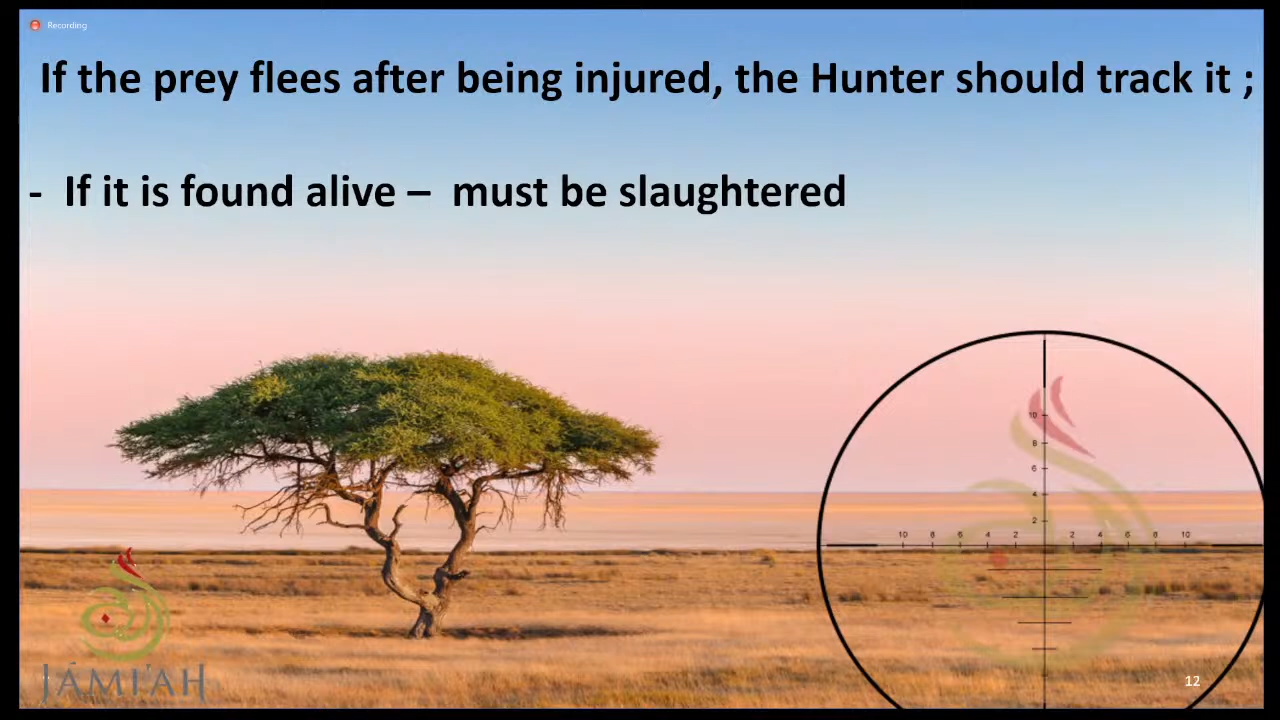 Recording
If the prey flees after being injured, the Hunter should track it ;
- If it is found alive – must be slaughtered
10
8
6
4
2
10 8 6 4 2 2 4 6 8 10
JÁMI'AH
12